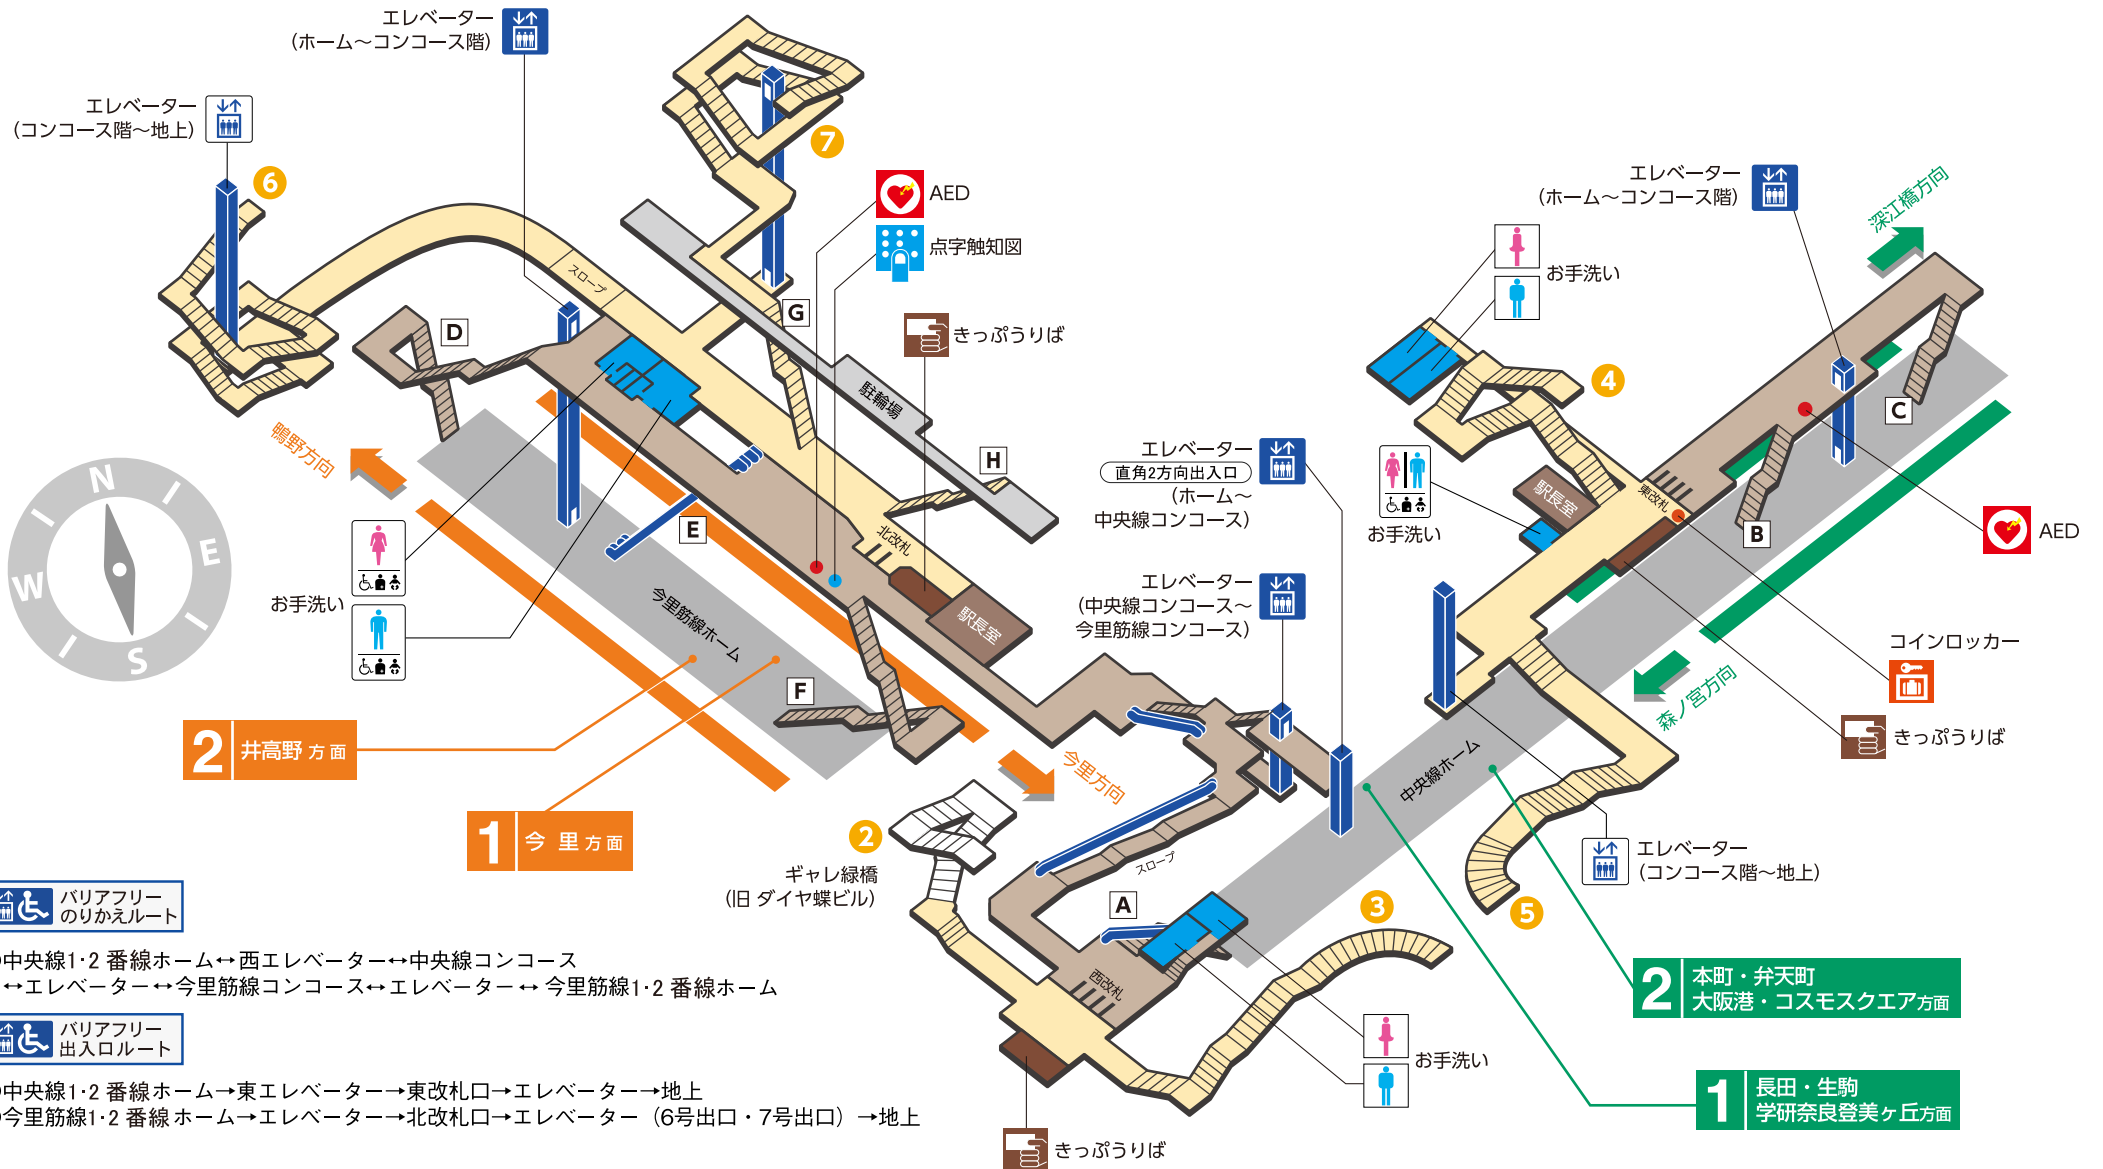 エレベーター
(ホーム～コンコース階)
エレベーター
(コンコース階～地上)
6
7
AED
点字触知図
きっぷうりば
スロープ
D
G
駐輪場
H
鴨野方向
N
E
S
W
お手洗い
E
北改札
駅長室
今里筋線ホーム
F
2 井高野 方面
1 今 里 方面
今里方向
エレベーター
直角2方向出入口
(ホーム～
中央線コンコース)
エレベーター
(中央線コンコース～
今里筋線コンコース)
エレベーター
(ホーム～コンコース階)
深江橋方向
お手洗い
4
C
お手洗い
駅長室
東改札
B
AED
コインロッカー
きっぷうりば
森ノ宮方向
中央線ホーム
エレベーター
(コンコース階～地上)
5
2
ギャレ緑橋
(旧 ダイヤ蝶ビル)
スロープ
A
3
西改札
お手洗い
きっぷうりば
2 本町・弁天町
大阪港・コスモスクエア方面
1 長田・生駒
学研奈良登美ヶ丘方面
バリアフリー
のりかえルート
中央線1・2 番線ホーム↔西エレベーター↔中央線コンコース
↔エレベーター↔今里筋線コンコース↔エレベーター↔ 今里筋線1・2 番線ホーム
バリアフリー
出入口ルート
中央線1・2 番線ホーム→東エレベーター→東改札口→エレベーター→地上
今里筋線1・2 番線 ホーム→エレベーター→北改札口→エレベーター（6号出口・7号出口）→地上